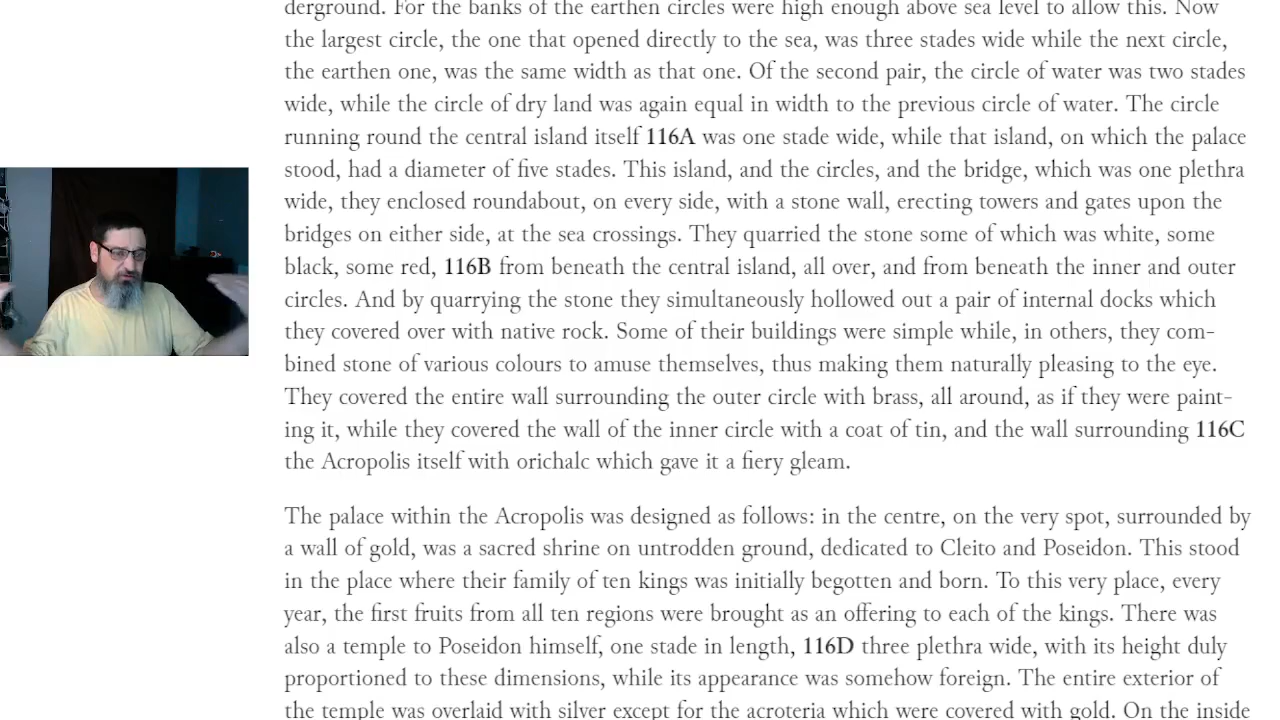 derground. For the banks of the earthen circles were high enough above sea level to allow this. Now
the largest circle, the one that opened directly to the sea, was three stades wide while the next circle,
the earthen one, was the same width as that one. Of the second pair, the circle of water was two stades
wide, while the circle of dry land was again equal in width to the previous circle of water. The circle
running round the central island itself 116A was one stade wide, while that island, on which the palace
stood, had a diameter of five stades. This island, and the circles, and the bridge, which was one plethra
wide, they enclosed roundabout, on every side, with a stone wall, erecting towers and gates upon the
bridges on either side, at the sea crossings. They quarried the stone some of which was white, some
black, some red, 116B from beneath the central island, all over, and from beneath the inner and outer
circles. And by quarrying the stone they simultaneously hollowed out a pair of internal docks which
they covered over with native rock. Some of their buildings were simple while, in others, they com-
bined stone of various colours to amuse themselves, thus making them naturally pleasing to the eye.
They covered the entire wall surrounding the outer circle with brass, all around, as if they were paint-
ing it, while they covered the wall of the inner circle with a coat of tin, and the wall surrounding 116C
the Acropolis itself with orichalc which gave it a fiery gleam.
The palace within the Acropolis was designed as follows: in the centre, on the very spot, surrounded by
a wall of gold, was a sacred shrine on untrodden ground, dedicated to Cleito and Poseidon. This stood
in the place where their family of ten kings was initially begotten and born. To this very place, every
year, the first fruits from all ten regions were brought as an offering to each of the kings. There was
also a temple to Poseidon himself, one stade in length, 116D three plethra wide, with its height duly
proportioned to these dimensions, while its appearance was somehow foreign. The entire exterior of
the temple was overlaid with silver except for the acroteria which were covered with gold. On the inside